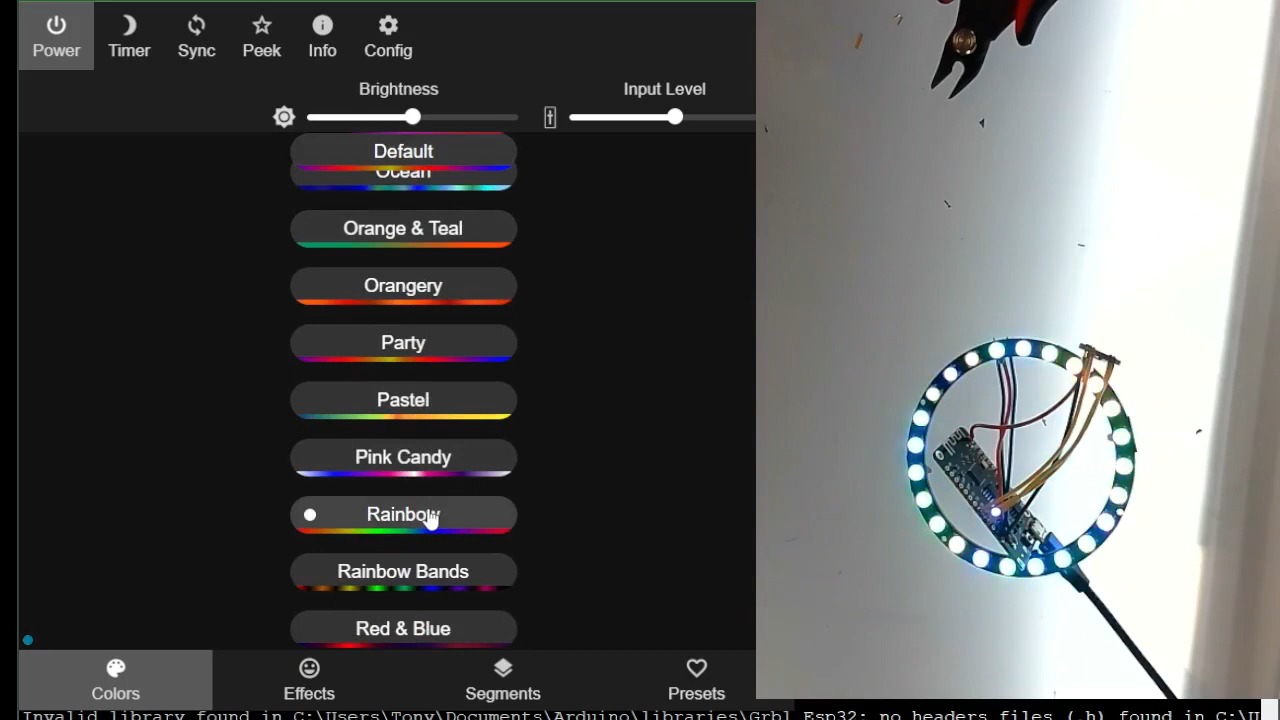 Power Timer Sync Peek Info Config
Brightness Input Level
Default
Ocean
Orange & Teal
Orangery
Party
Pastel
Pink Candy
Rainbow
Rainbow Bands
Red & Blue
Colors Effects Segments Presets
Invalid library found in C:\Users\Tony\Documents\Arduino\libraries\Grbl_Esp32: no headers files (.h) found in C:\U